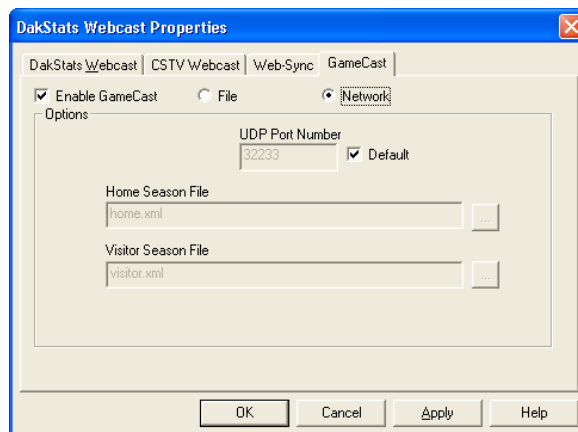 DakStats Webcast Properties
DakStats Webcast CSTV Webcast Web-Sync GameCast
Enable GameCast File Network
Options
UDP Port Number
32233 Default
Home Season File
home.xml ...
Visitor Season File
visitor.xml ...
OK Cancel Apply Help